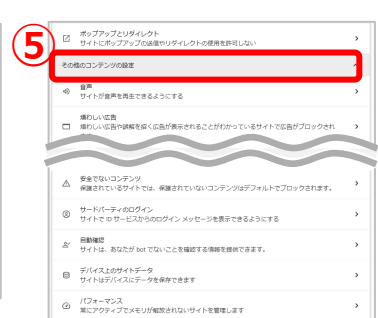 ⑤
ポップアップとリダイレクト
サイトにポップアップの送信やリダイレクトの使用を許可しない
その他のコンテンツの設定
音声
サイトが音声を再生できるようにする
煩わしい広告
煩わしい広告や誤解を招く広告が表示されることがわかっているサイトで広告がブロックされ
安全でないコンテンツ
保護されているサイトでは、保護されていないコンテンツはデフォルトでブロックされます。
サードパーティのログイン
サイトで ID サービスからのログイン メッセージを表示できるようにする
自動確認
サイトは、あなたが bot でないことを確認する情報を提供できます。
デバイス上のサイトデータ
サイトはデバイスにデータを保存できます
パフォーマンス
常にアクティブでメモリが解放されないサイトを管理します